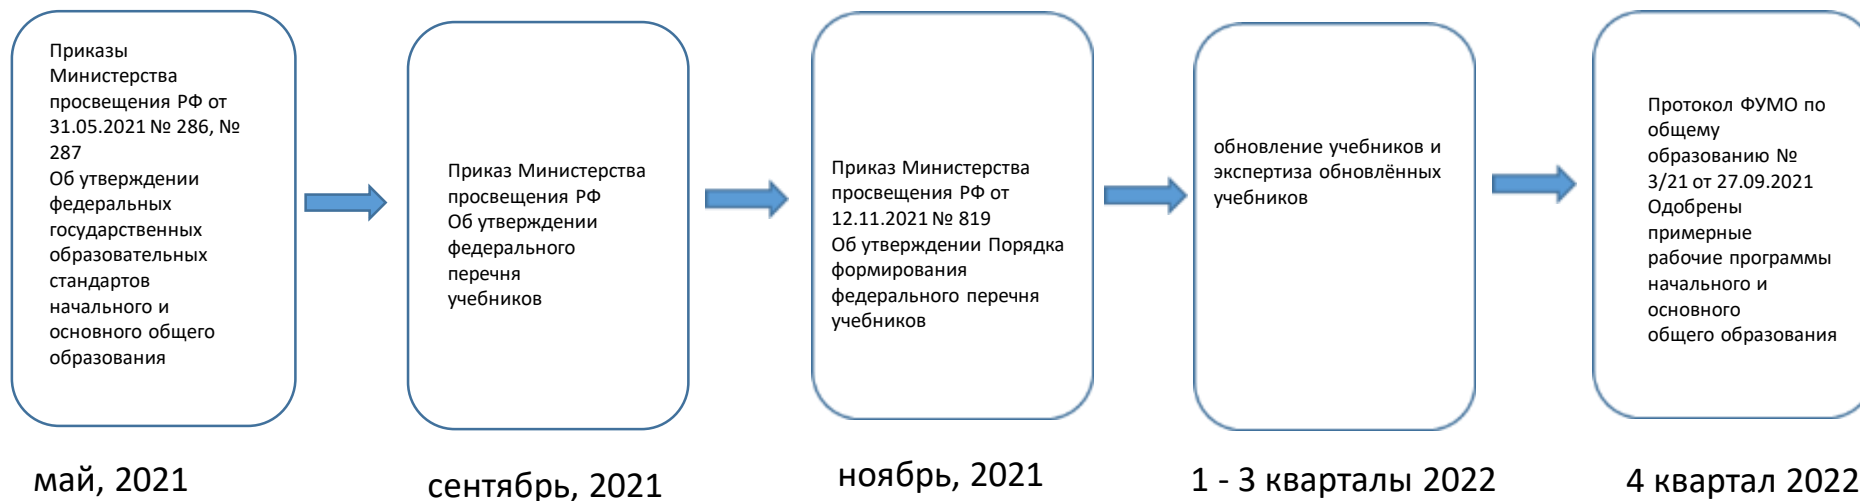 Приказы
Министерства
просвещения РФ от
31.05.2021 № 286, №
287
Об утверждении
федеральных
государственных
образовательных
стандартов
начального и
основного общего
образования
май, 2021
Приказ Министерства
просвещения РФ
Об утверждении
федерального
перечня
учебников
сентябрь, 2021
Приказ Министерства
просвещения РФ от
12.11.2021 № 819
Об утверждении Порядка
формирования
федерального перечня
учебников
ноябрь, 2021
обновление учебников и
экспертиза обновлённых
учебников
1 - 3 кварталы 2022
Протокол ФУМО по
общему
образованию №
3/21 от 27.09.2021
Одобрены
примерные
рабочие программы
начального и
основного
общего образования
4 квартал 2022